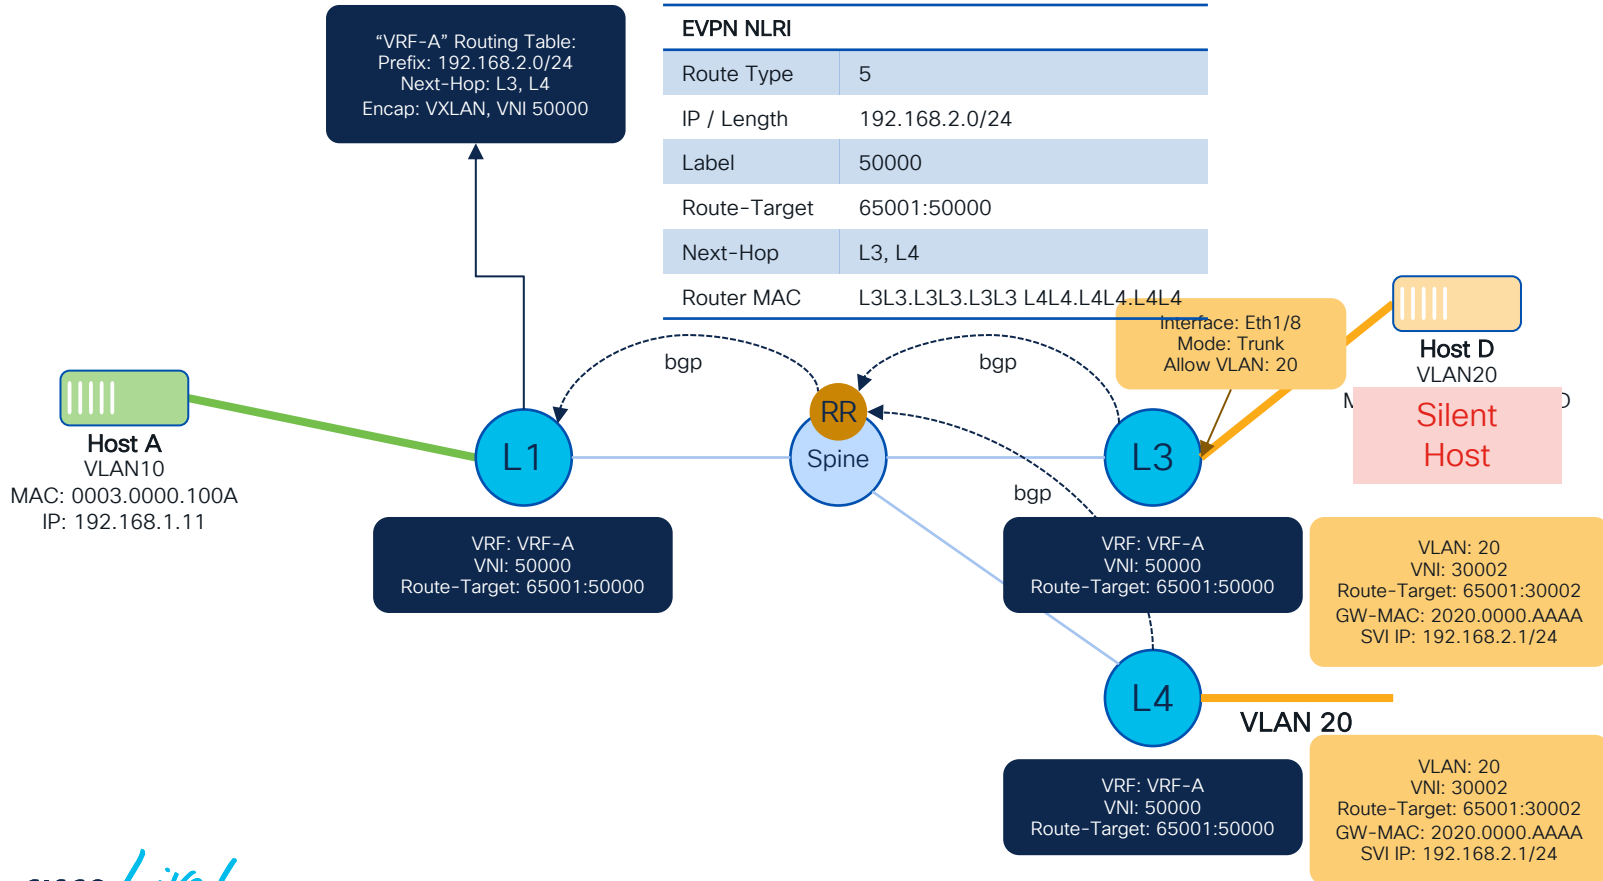 "VRF-A" Routing Table:
Prefix: 192.168.2.0/24
Next-Hop: L3, L4
Encap: VXLAN, VNI 50000
EVPN NLRI
Route Type 5
IP / Length 192.168.2.0/24
Label 50000
Route-Target 65001:50000
Next-Hop L3, L4
Router MAC L3L3.L3L3.L3L3 L4L4.L4L4.L4L4
Interface: Eth1/8
Mode: Trunk
Allow VLAN: 20
Host D
VLAN20
Silent
Host
bgp
bgp
RR
Host A
VLAN10
MAC: 0003.0000.100A
IP: 192.168.1.11
L1
Spine
L3
bgp
VRF: VRF-A
VNI: 50000
Route-Target: 65001:50000
VRF: VRF-A
VNI: 50000
Route-Target: 65001:50000
VLAN: 20
VNI: 30002
Route-Target: 65001:30002
GW-MAC: 2020.0000.AAAA
SVI IP: 192.168.2.1/24
L4
VLAN 20
VRF: VRF-A
VNI: 50000
Route-Target: 65001:50000
VLAN: 20
VNI: 30002
Route-Target: 65001:30002
GW-MAC: 2020.0000.AAAA
SVI IP: 192.168.2.1/24